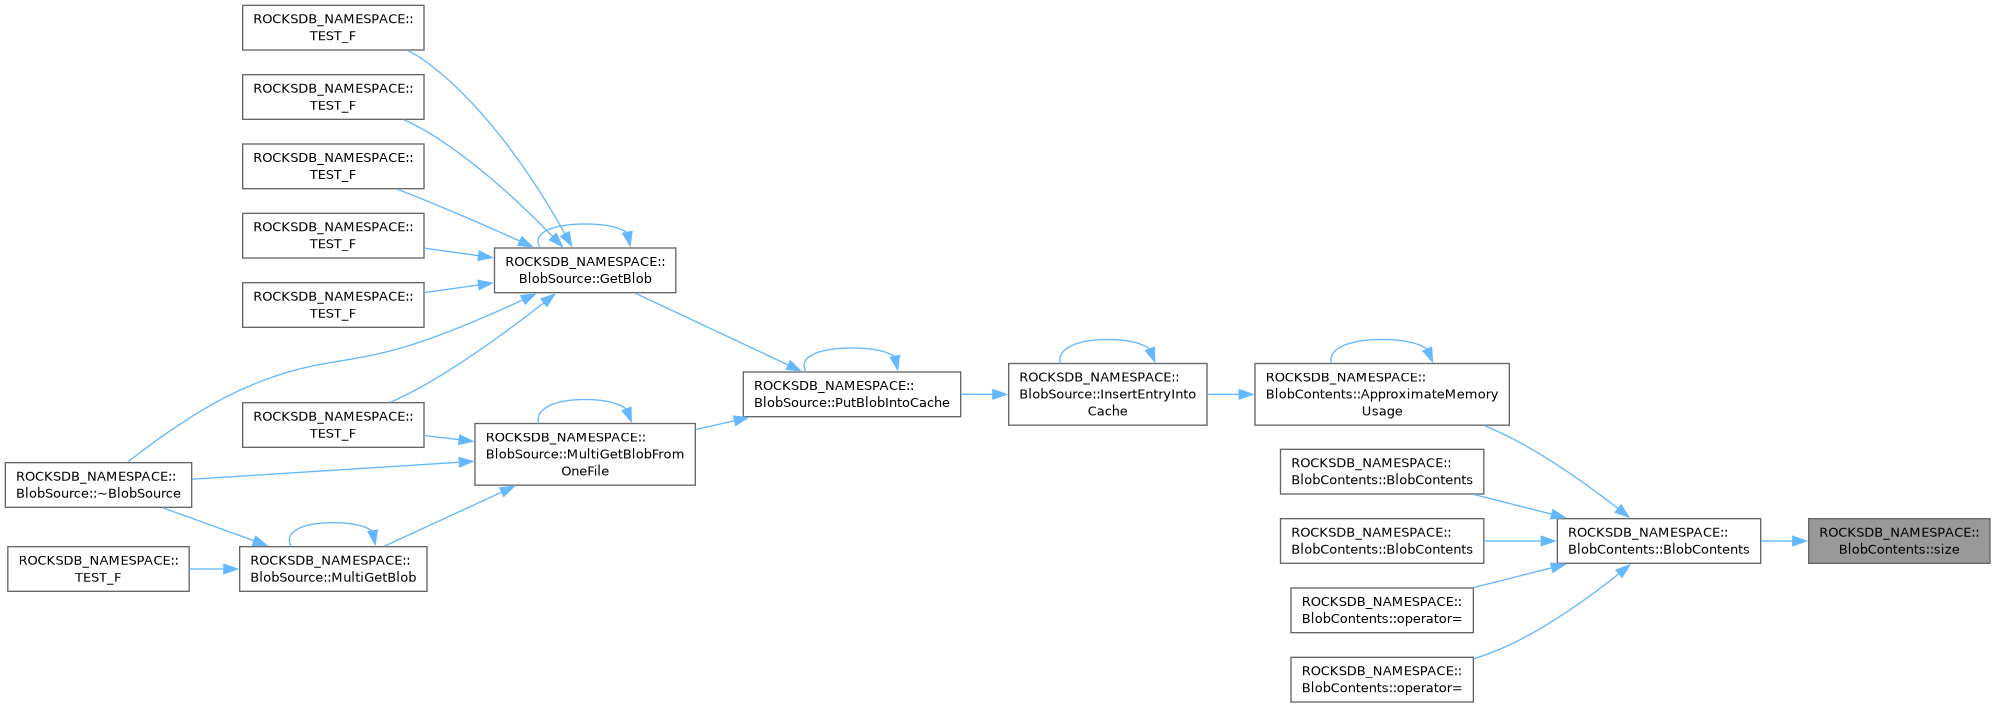 ROCKSDB_NAMESPACE::
TEST_F
ROCKSDB_NAMESPACE::
TEST_F
ROCKSDB_NAMESPACE::
TEST_F
ROCKSDB_NAMESPACE::
TEST_F
ROCKSDB_NAMESPACE::
TEST_F
ROCKSDB_NAMESPACE::
TEST_F
ROCKSDB_NAMESPACE::
BlobSource::~BlobSource
ROCKSDB_NAMESPACE::
TEST_F
ROCKSDB_NAMESPACE::
BlobSource::GetBlob
ROCKSDB_NAMESPACE::
BlobSource::MultiGetBlobFrom
OneFile
ROCKSDB_NAMESPACE::
BlobSource::MultiGetBlob
ROCKSDB_NAMESPACE::
BlobSource::PutBlobIntoCache
ROCKSDB_NAMESPACE::
BlobSource::InsertEntryInto
Cache
ROCKSDB_NAMESPACE::
BlobContents::ApproximateMemory
Usage
ROCKSDB_NAMESPACE::
BlobContents::BlobContents
ROCKSDB_NAMESPACE::
BlobContents::BlobContents
ROCKSDB_NAMESPACE::
BlobContents::operator=
ROCKSDB_NAMESPACE::
BlobContents::operator=
ROCKSDB_NAMESPACE::
BlobContents::BlobContents
ROCKSDB_NAMESPACE::
BlobContents::size